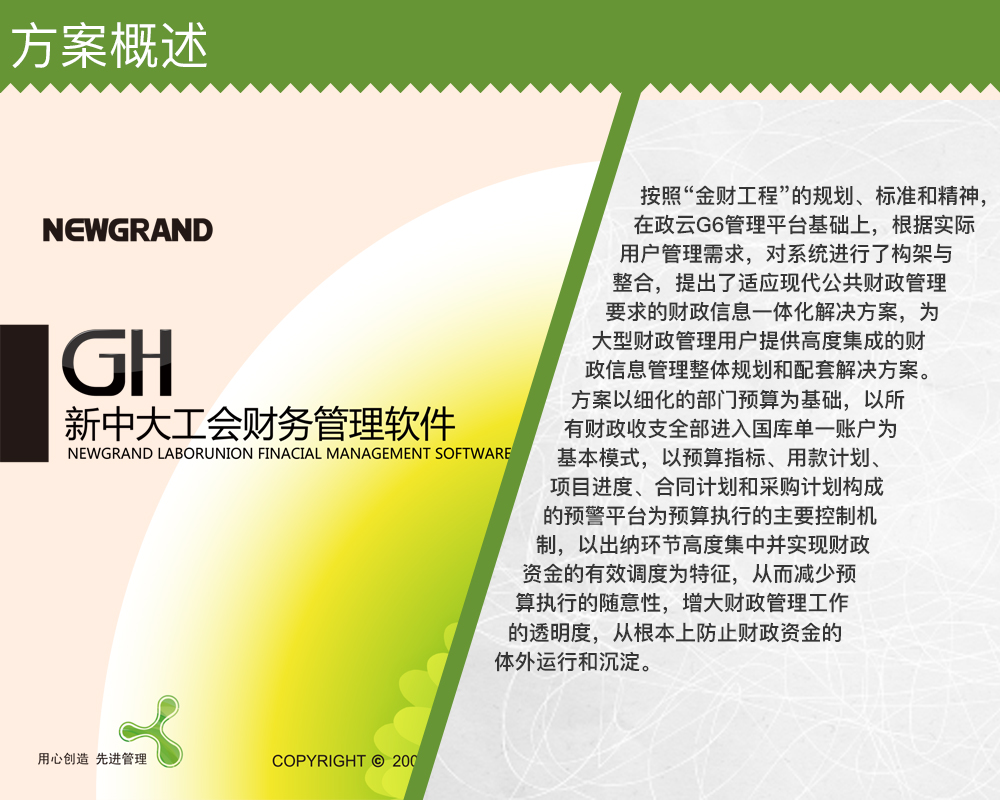 方案概述
NEWGRAND
GH
新中大工会财务管理软件
NEWGRAND LABORUNION FINACIAL MANAGEMENT SOFTWARE
用心创造 先进管理
COPYRIGHT © 200
按照“金财工程”的规划、标准和精神，
在政云G6管理平台基础上，根据实际
用户管理需求，对系统进行了构架与
整合，提出了适应现代公共财政管理
要求的财政信息一体化解决方案，为
大型财政管理用户提供高度集成的财
政信息管理整体规划和配套解决方案。
方案以细化的部门预算为基础，以所
有财政收支全部进入国库单一账户为
基本模式，以预算指标、用款计划、
项目进度、合同计划和采购计划构成
的预警平台为预算执行的主要控制机
制，以出纳环节高度集中并实现财政
资金的有效调度为特征，从而减少预
算执行的随意性，增大财政管理工作
的透明度，从根本上防止财政资金的
体外运行和沉淀。